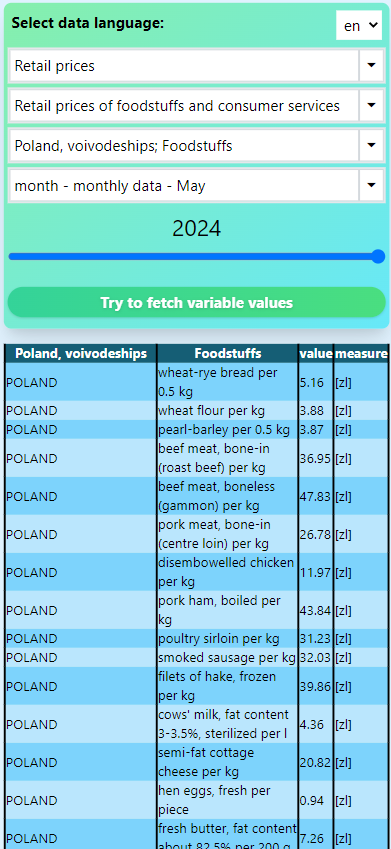 Select data language:
en
Retail prices
Retail prices of foodstuffs and consumer services
Poland, voivodeships; Foodstuffs
month - monthly data - May
2024
Try to fetch variable values
Poland, voivodeships Foodstuffs value measure
POLAND wheat-rye bread per 5.16 [zl]
0.5 kg
POLAND wheat flour per kg 3.88 [zl]
POLAND pearl-barley per 0.5 kg 3.87 [zl]
POLAND beef meat, bone-in 36.95 [zl]
(roast beef) per kg
POLAND beef meat, boneless 47.83 [zl]
(gammon) per kg
POLAND pork meat, bone-in 26.78 [zl]
(centre loin) per kg
POLAND disembowelled chicken 11.97 [zl]
per kg
POLAND pork ham, boiled per 43.84 [zl]
kg
POLAND poultry sirloin per kg 31.23 [zl]
POLAND smoked sausage per kg 32.03 [zl]
POLAND filets of hake, frozen 39.86 [zl]
per kg
POLAND cows' milk, fat content 4.36 [zl]
3-3.5%, sterilized per l
POLAND semi-fat cottage 20.82 [zl]
cheese per kg
POLAND hen eggs, fresh per 0.94 [zl]
piece
POLAND fresh butter, fat content 7.26 [zl]
about 82.5% per 200 g